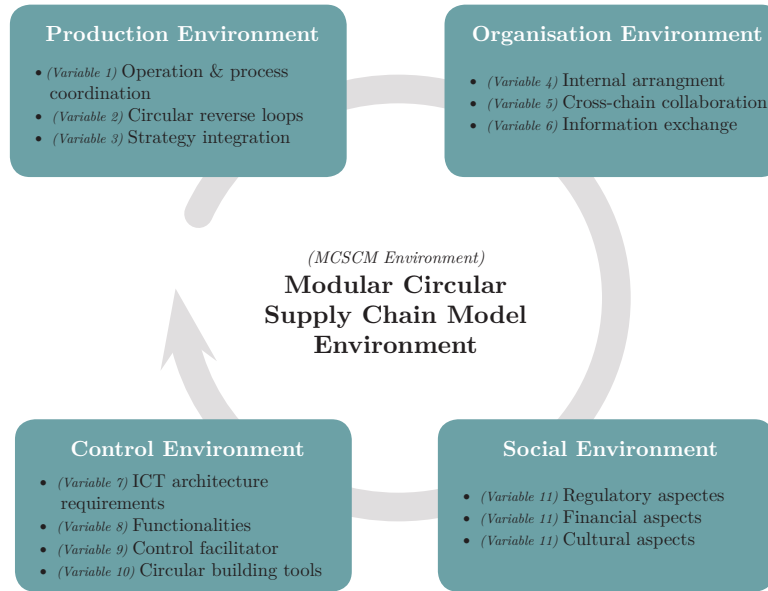 Production Environment
• (Variable 1) Operation & process
coordination
• (Variable 2) Circular reverse loops
• (Variable 3) Strategy integration
Organisation Environment
• (Variable 4) Internal arrangment
• (Variable 5) Cross-chain collaboration
• (Variable 6) Information exchange
(MCSCM Environment)
Modular Circular
Supply Chain Model
Environment
Control Environment
• (Variable 7) ICT architecture
requirements
• (Variable 8) Functionalities
• (Variable 9) Control facilitator
• (Variable 10) Circular building tools
Social Environment
• (Variable 11) Regulatory aspectes
• (Variable 11) Financial aspects
• (Variable 11) Cultural aspects